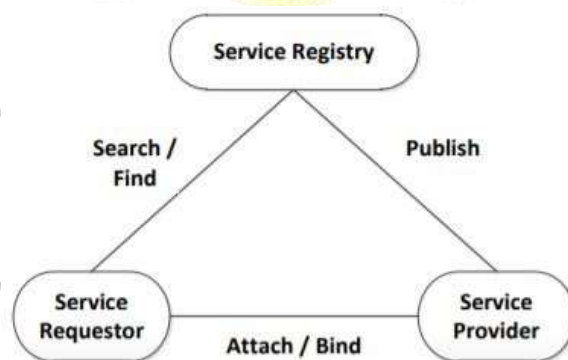 Service Registry
Search /
Find
Publish
Service
Requestor
Service
Provider
Attach / Bind